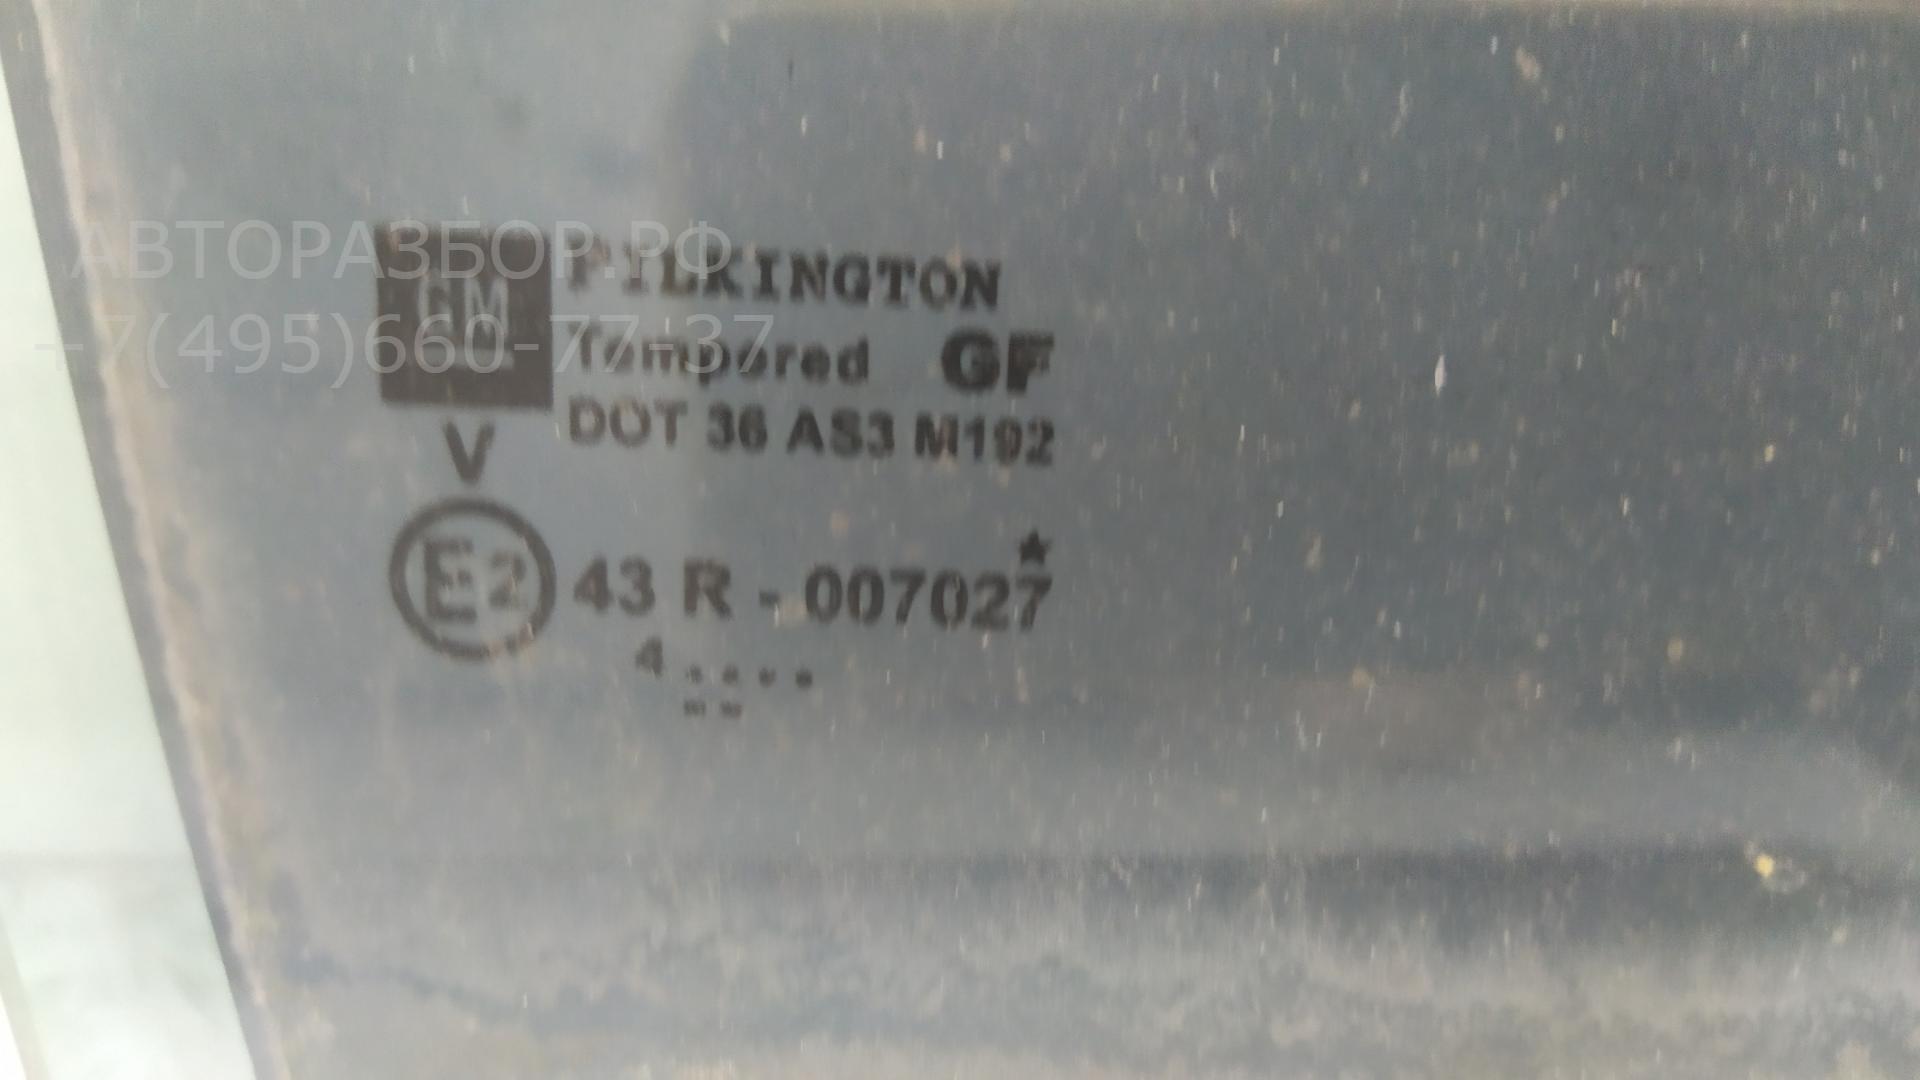 АВТОРАЗБОР.РФ
+7(495)660-77-37
GM
PILKINGTON
Tempered GF
DOT 36 AS3 M192
V
E2 43 R - 007027
4